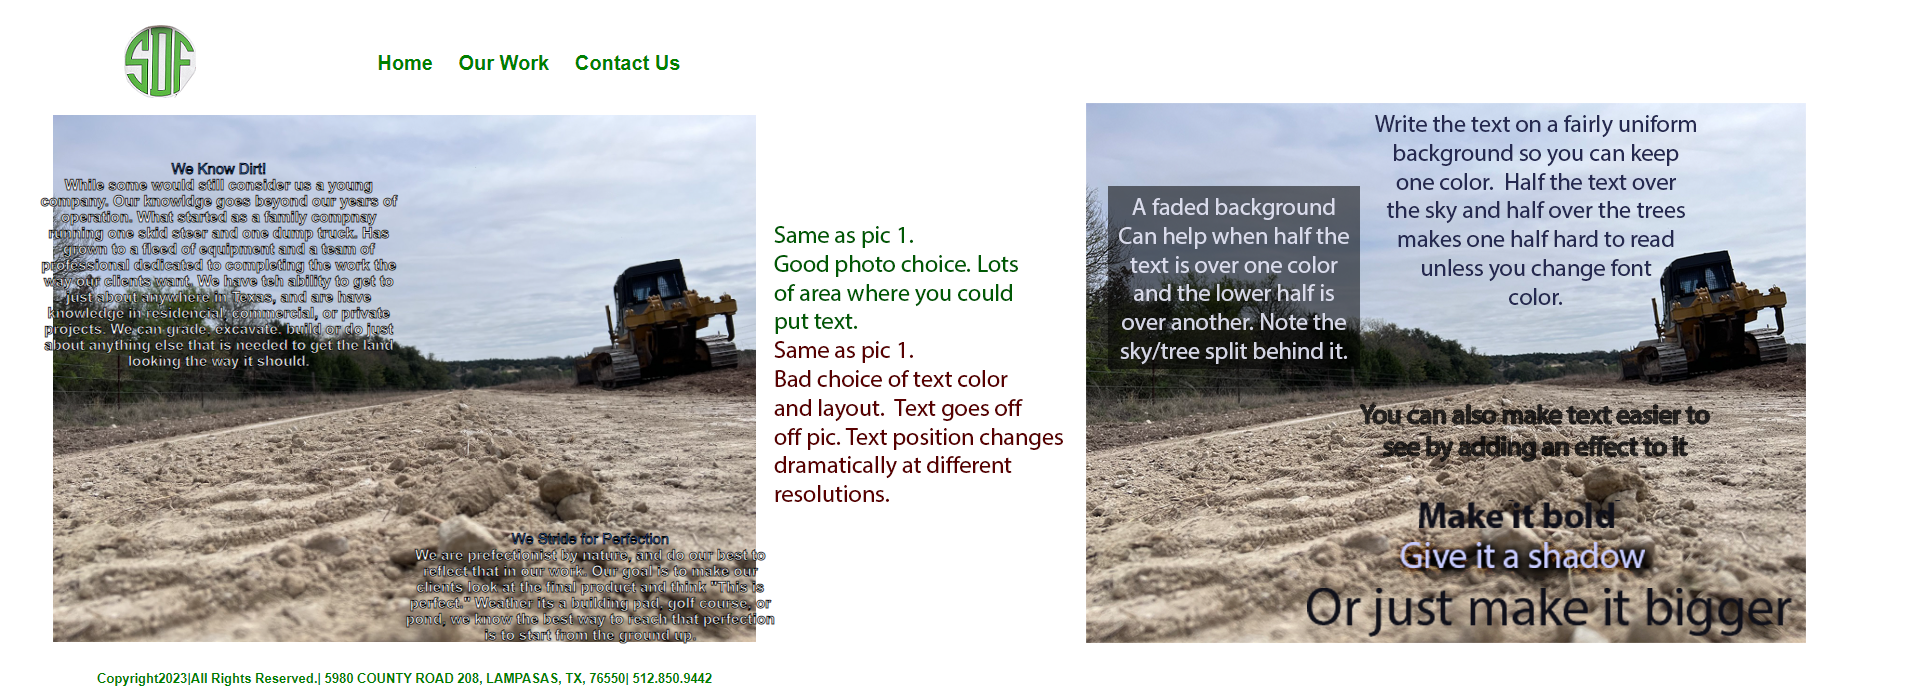 SDF
Home Our Work Contact Us
We Know Dirt!
While some would still consider us a young
company. Our knowldge goes beyond our years of
operation. What started as a family compnay
running one skid steer and one dump truck. Has
grown to a fleed of equipment and a team of
professional dedicated to completing the work the
way our clients want. We have teh ability to get to
just about anywhere in Texas, and are have
knowledge in residencial, commercial, or private
projects. We can grade, excavate, build or do just
about anything else that is needed to get the land
looking the way it should.
We Stride for Perfection
We are prefectionist by nature, and do our best to
reflect that in our work. Our goal is to make our
clients look at the final product and think "This is
perfect." Weather its a building pad, golf course, or
pond, we know the best way to reach that perfection
is to start from the ground up.
Copyright2023|All Rights Reserved.| 5980 COUNTY ROAD 208, LAMPASAS, TX, 76550| 512.850.9442
Same as pic 1.
Good photo choice. Lots
of area where you could
put text.
Same as pic 1.
Bad choice of text color
and layout. Text goes off
off pic. Text position changes
dramatically at different
resolutions.
A faded background
Can help when half the
text is over one color
and the lower half is
over another. Note the
sky/tree split behind it.
Write the text on a fairly uniform
background so you can keep
one color. Half the text over
the sky and half over the trees
makes one half hard to read
unless you change font
color.
You can also make text easier to
see by adding an effect to it
Make it bold
Give it a shadow
Or just make it bigger